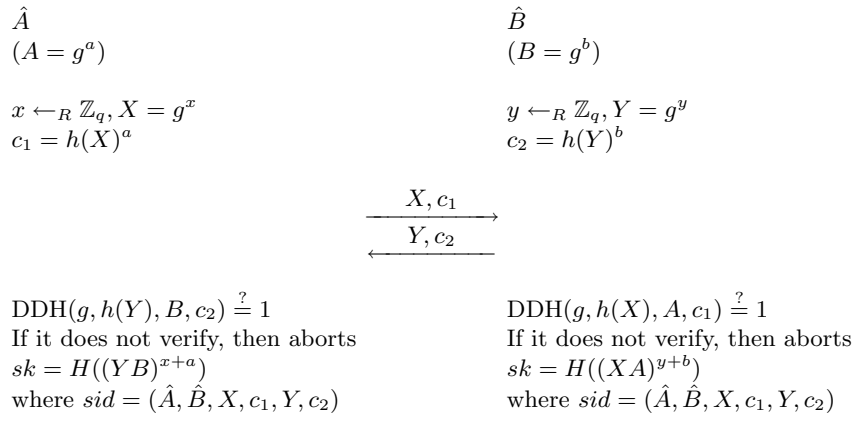 Â
(A = g^a)
x ←_R ℤ_q, X = g^x
c_1 = h(X)^a
B̂
(B = g^b)
y ←_R ℤ_q, Y = g^y
c_2 = h(Y)^b
X, c_1
Y, c_2
DDH(g, h(Y), B, c_2) ≟ 1
If it does not verify, then aborts
sk = H((YB)^{x+a})
where sid = (Â, B̂, X, c_1, Y, c_2)
DDH(g, h(X), A, c_1) ≟ 1
If it does not verify, then aborts
sk = H((XA)^{y+b})
where sid = (Â, B̂, X, c_1, Y, c_2)